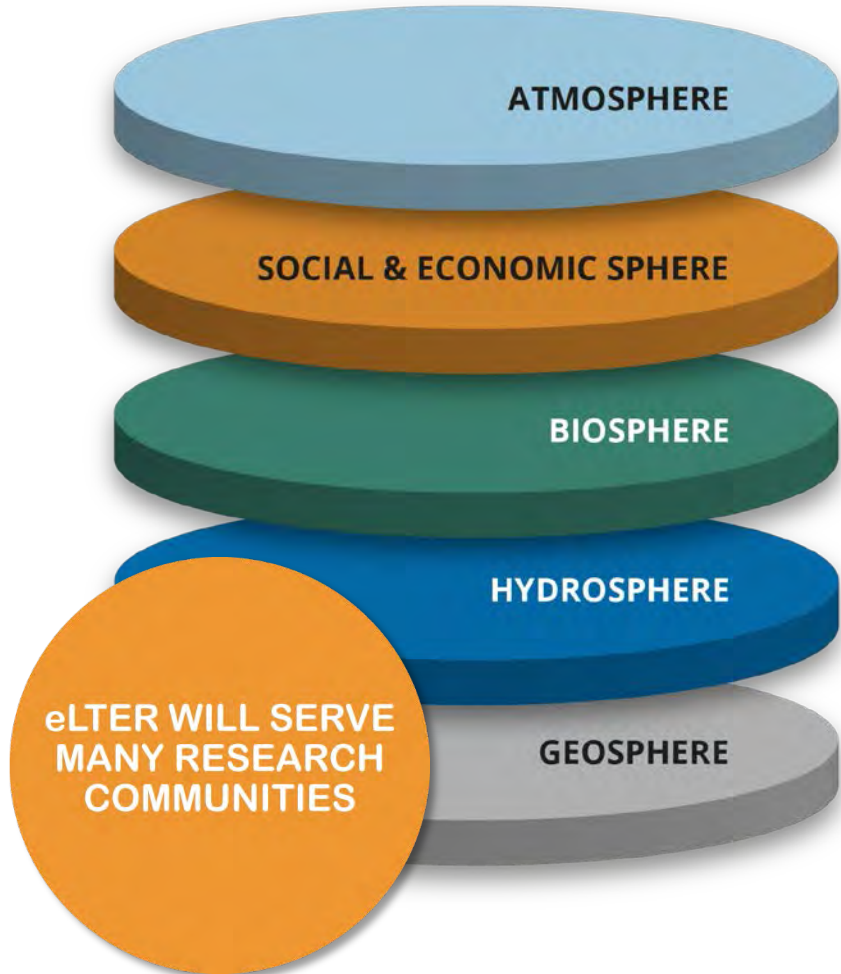 ATMOSPHERE
SOCIAL & ECONOMIC SPHERE
BIOSPHERE
HYDROSPHERE
GEOSPHERE
eLTER WILL SERVE
MANY RESEARCH
COMMUNITIES